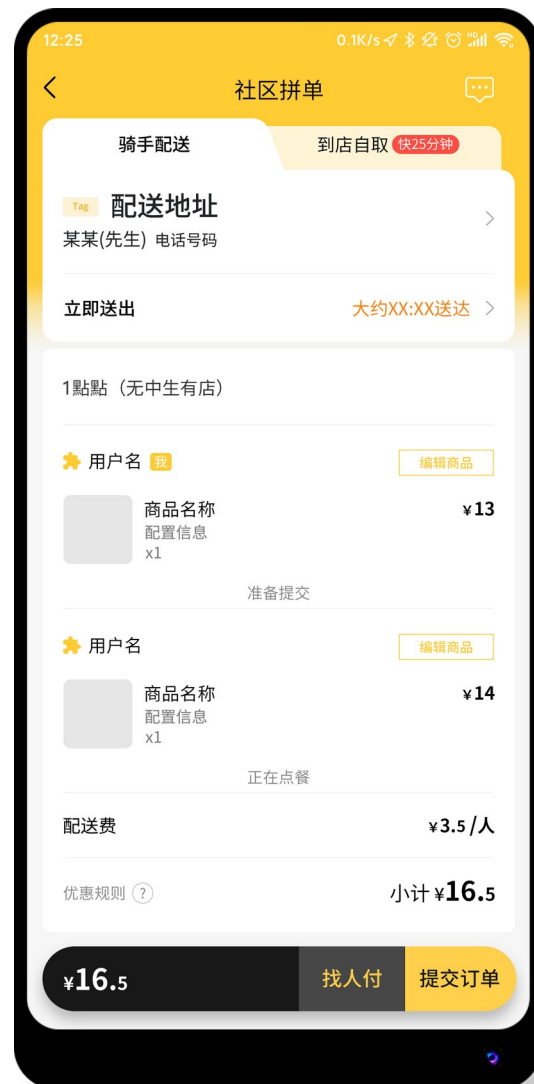 12:25 0.1K/s HD
社区拼单
骑手配送 到店自取 快25分钟
Tag 配送地址
某某(先生) 电话号码
立即送出 大约XX:XX送达
1點點（无中生有店）
用户名 我 编辑商品
商品名称 ¥13
配置信息
x1
准备提交
用户名 编辑商品
商品名称 ¥14
配置信息
x1
正在点餐
配送费 ¥3.5/人
优惠规则 ? 小计¥16.5
¥16.5 找人付 提交订单